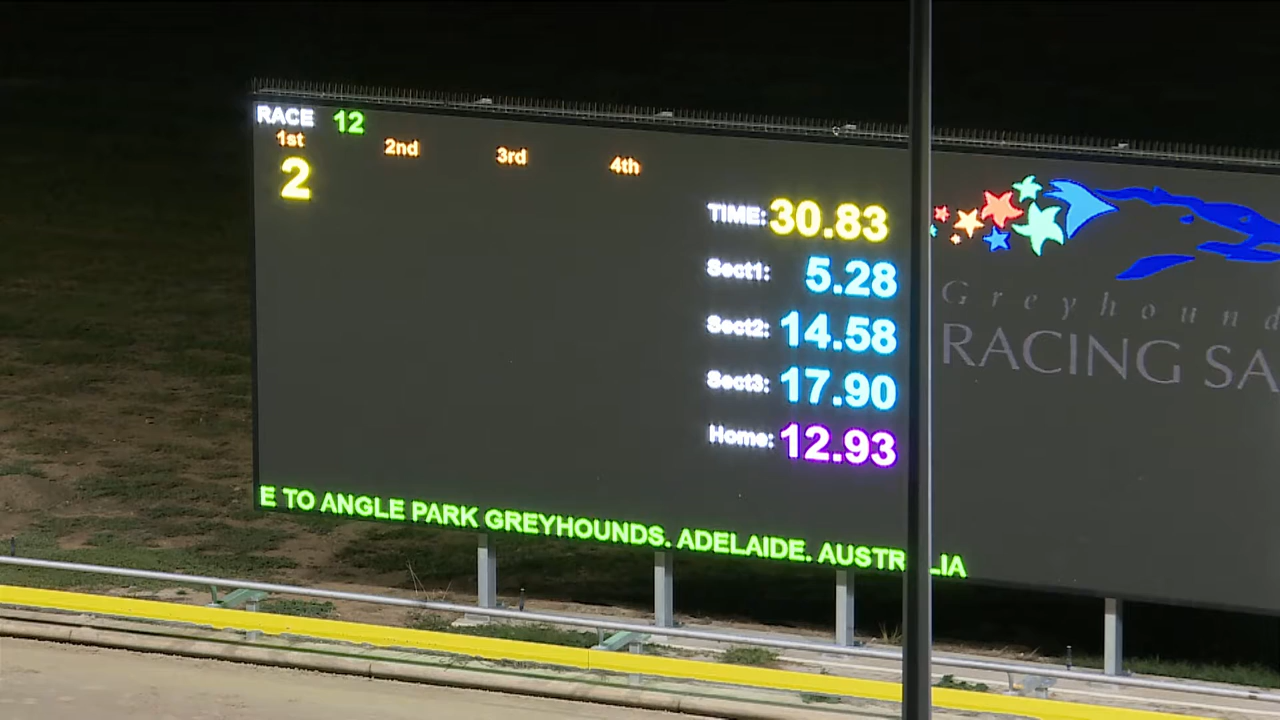 RACE 12
1st 2nd 3rd 4th
2
TIME: 30.83
Sect1: 5.28
Sect2: 14.58
Sect3: 17.90
Home: 12.93
Greyhound
RACING SA
E TO ANGLE PARK GREYHOUNDS. ADELAIDE. AUSTRALIA